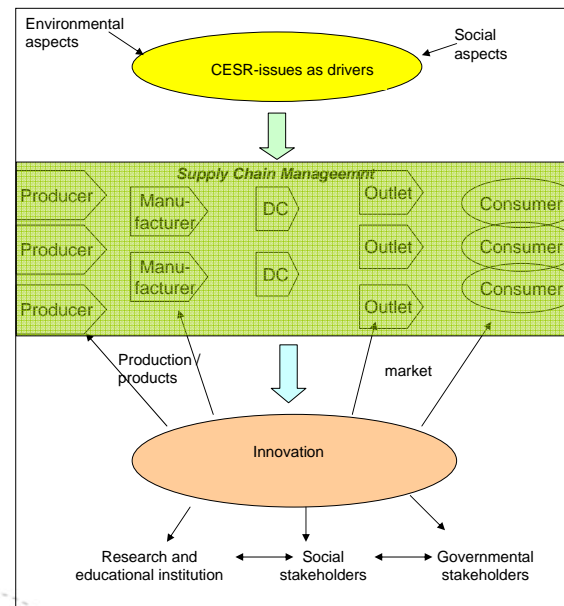 Environmental
aspects
Social
aspects
CESR-issues as drivers
Supply Chain Manageemnt
Producer
Manu-
facturer
DC
Outlet
Consumer
Producer
Manu-
facturer
DC
Outlet
Consumer
Producer
Outlet
Consumer
Production /
products
market
Innovation
Research and
educational institution
Social
stakeholders
Governmental
stakeholders